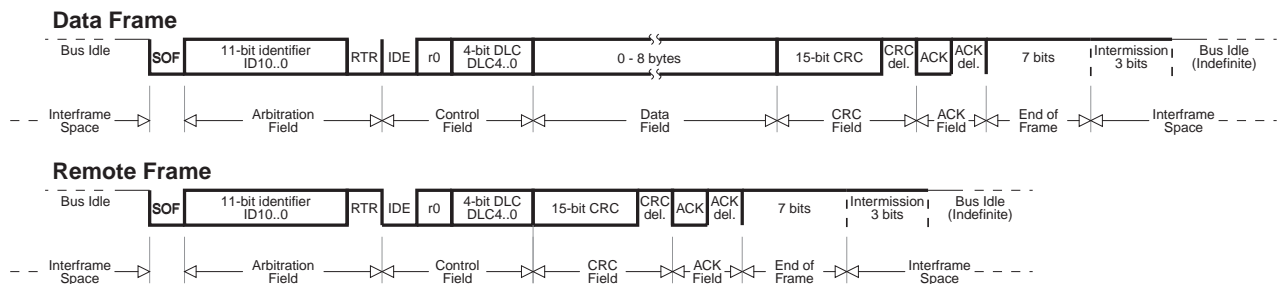 Data Frame
Bus Idle
SOF
11-bit identifier
ID10..0
RTR
IDE
r0
4-bit DLC
DLC4..0
0 - 8 bytes
15-bit CRC
CRC
del.
ACK
ACK
del.
7 bits
Intermission
3 bits
Bus Idle
(Indefinite)
Interframe
Space
Arbitration
Field
Control
Field
Data
Field
CRC
Field
ACK
Field
End of
Frame
Interframe
Space
Remote Frame
Bus Idle
SOF
11-bit identifier
ID10..0
RTR
IDE
r0
4-bit DLC
DLC4..0
15-bit CRC
CRC
del.
ACK
ACK
del.
7 bits
Intermission
3 bits
Bus Idle
(Indefinite)
Interframe
Space
Arbitration
Field
Control
Field
CRC
Field
ACK
Field
End of
Frame
Interframe
Space